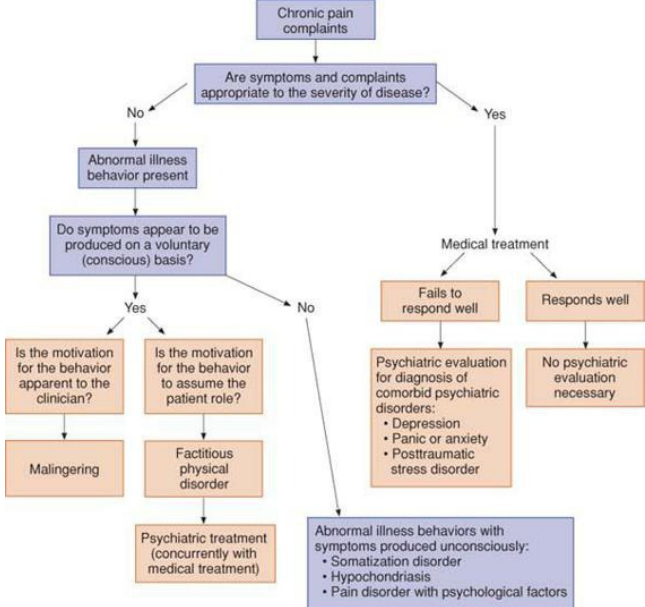 Chronic pain
complaints
Are symptoms and complaints
appropriate to the severity of disease?
No
Yes
Abnormal illness
behavior present
Do symptoms appear to be
produced on a voluntary
(conscious) basis?
Medical treatment
Yes
No
Fails to
respond well
Responds well
Is the motivation
for the behavior
apparent to the
clinician?
Is the motivation
for the behavior
to assume the
patient role?
Psychiatric evaluation
for diagnosis of
comorbid psychiatric
disorders:
• Depression
• Panic or anxiety
• Posttraumatic
stress disorder
No psychiatric
evaluation
necessary
Malingering
Factitious
physical
disorder
Psychiatric treatment
(concurrently with
medical treatment)
Abnormal illness behaviors with
symptoms produced unconsciously:
• Somatization disorder
• Hypochondriasis
• Pain disorder with psychological factors